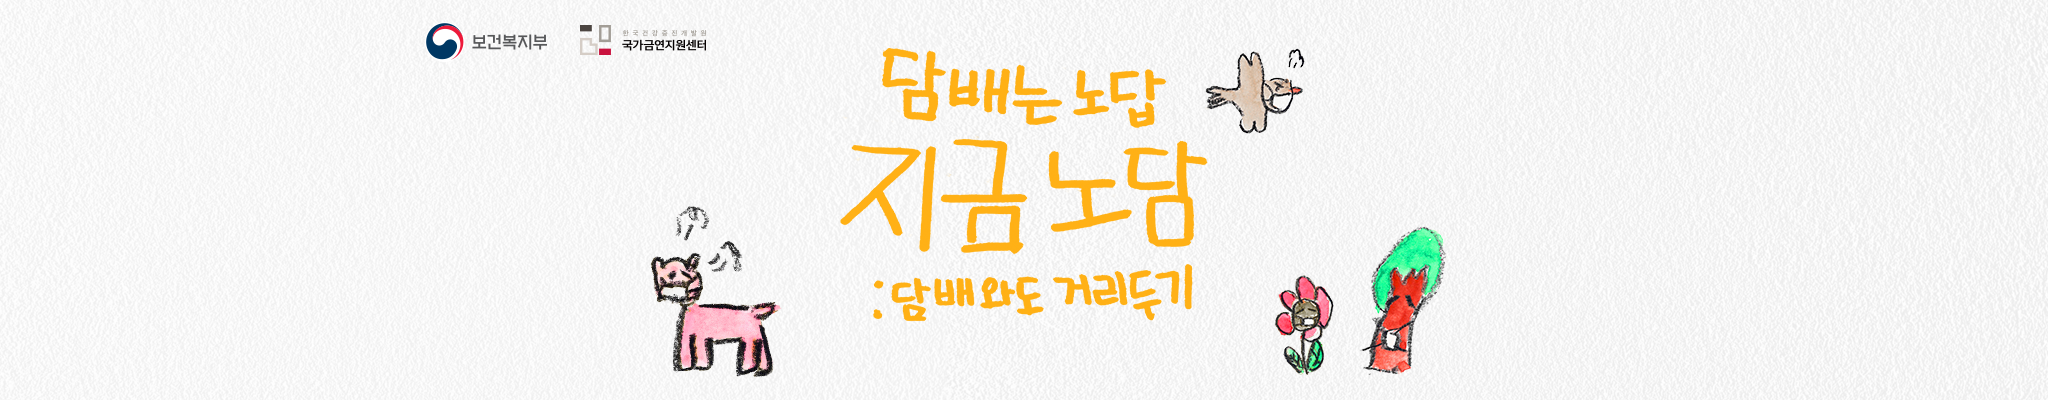 보건복지부
한국건강증진개발원
국가금연지원센터
담배는 노답
지금 노담
:담배와도 거리두기